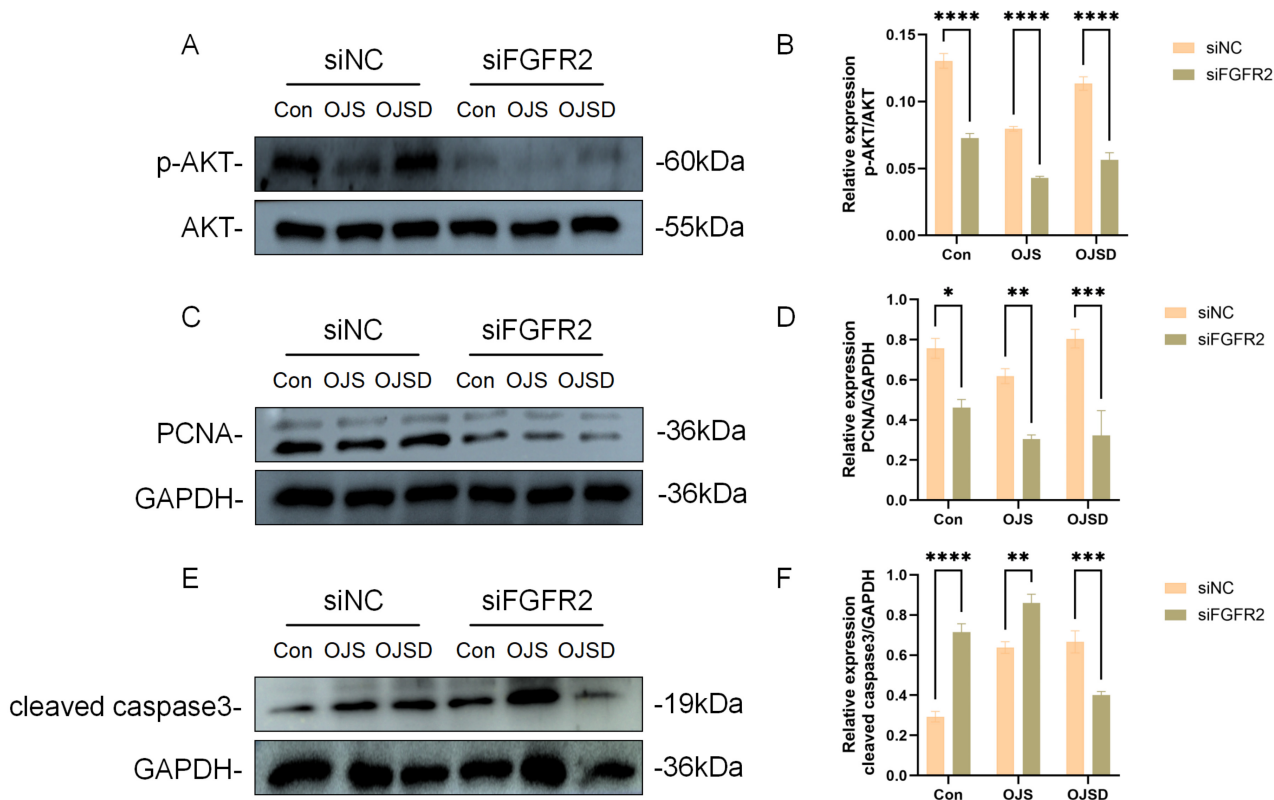 A
siNC siFGFR2
Con OJS OJSD Con OJS OJSD
p-AKT- -60kDa
AKT- -55kDa
B
**** **** ****
Relative expression
p-AKT/AKT
0.15
0.10
0.05
0.00
Con OJS OJSD
siNC
siFGFR2
C
siNC siFGFR2
Con OJS OJSD Con OJS OJSD
PCNA- -36kDa
GAPDH- -36kDa
D
* ** ***
Relative expression
PCNA/GAPDH
1.0
0.8
0.6
0.4
0.2
0.0
Con OJS OJSD
siNC
siFGFR2
E
siNC siFGFR2
Con OJS OJSD Con OJS OJSD
cleaved caspase3- -19kDa
GAPDH- -36kDa
F
**** ** ***
Relative expression
cleaved caspase3/GAPDH
1.0
0.8
0.6
0.4
0.2
0.0
Con OJS OJSD
siNC
siFGFR2